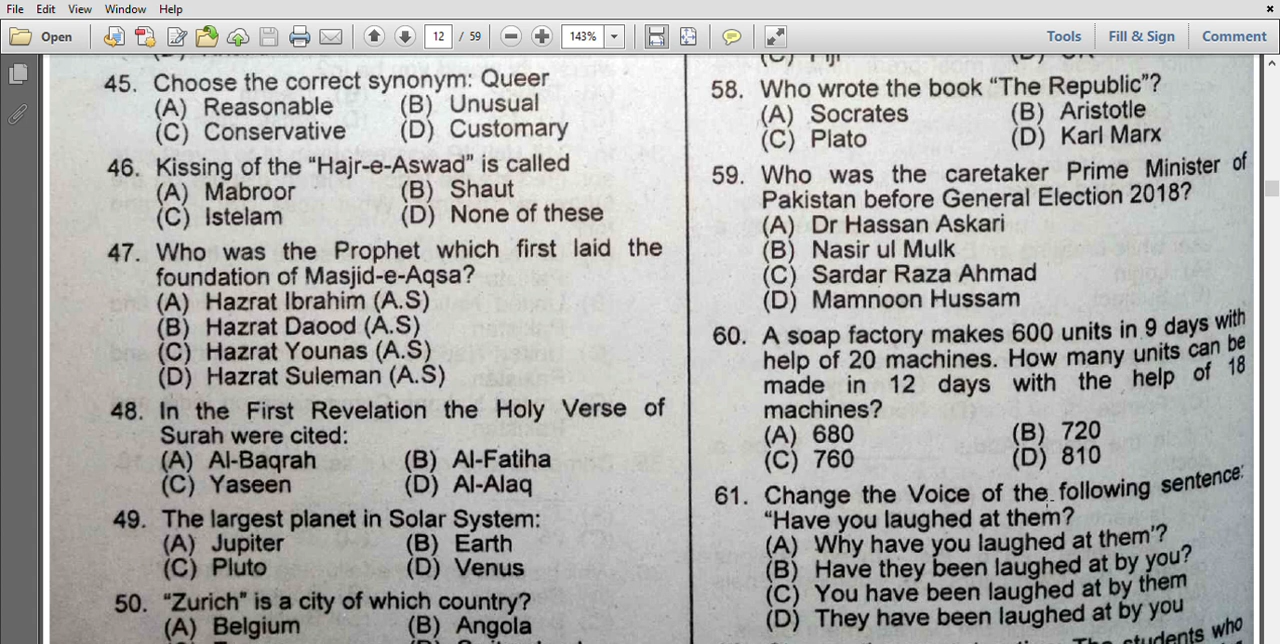 File Edit View Window Help
Open 12 / 59 143% Tools Fill & Sign Comment
45. Choose the correct synonym: Queer
(A) Reasonable (B) Unusual
(C) Conservative (D) Customary
46. Kissing of the “Hajr-e-Aswad” is called
(A) Mabroor (B) Shaut
(C) Istelam (D) None of these
47. Who was the Prophet which first laid the
foundation of Masjid-e-Aqsa?
(A) Hazrat Ibrahim (A.S)
(B) Hazrat Daood (A.S)
(C) Hazrat Younas (A.S)
(D) Hazrat Suleman (A.S)
48. In the First Revelation the Holy Verse of
Surah were cited:
(A) Al-Baqrah (B) Al-Fatiha
(C) Yaseen (D) Al-Alaq
49. The largest planet in Solar System:
(A) Jupiter (B) Earth
(C) Pluto (D) Venus
50. “Zurich” is a city of which country?
(A) Belgium (B) Angola
58. Who wrote the book “The Republic”?
(A) Socrates (B) Aristotle
(C) Plato (D) Karl Marx
59. Who was the caretaker Prime Minister of
Pakistan before General Election 2018?
(A) Dr Hassan Askari
(B) Nasir ul Mulk
(C) Sardar Raza Ahmad
(D) Mamnoon Hussam
60. A soap factory makes 600 units in 9 days with
help of 20 machines. How many units can be
made in 12 days with the help of 18
machines?
(A) 680 (B) 720
(C) 760 (D) 810
61. Change the Voice of the following sentence:
“Have you laughed at them?
(A) Why have you laughed at them’?
(B) Have they been laughed at by you?
(C) You have been laughed at by them
(D) They have been laughed at by you
The students who